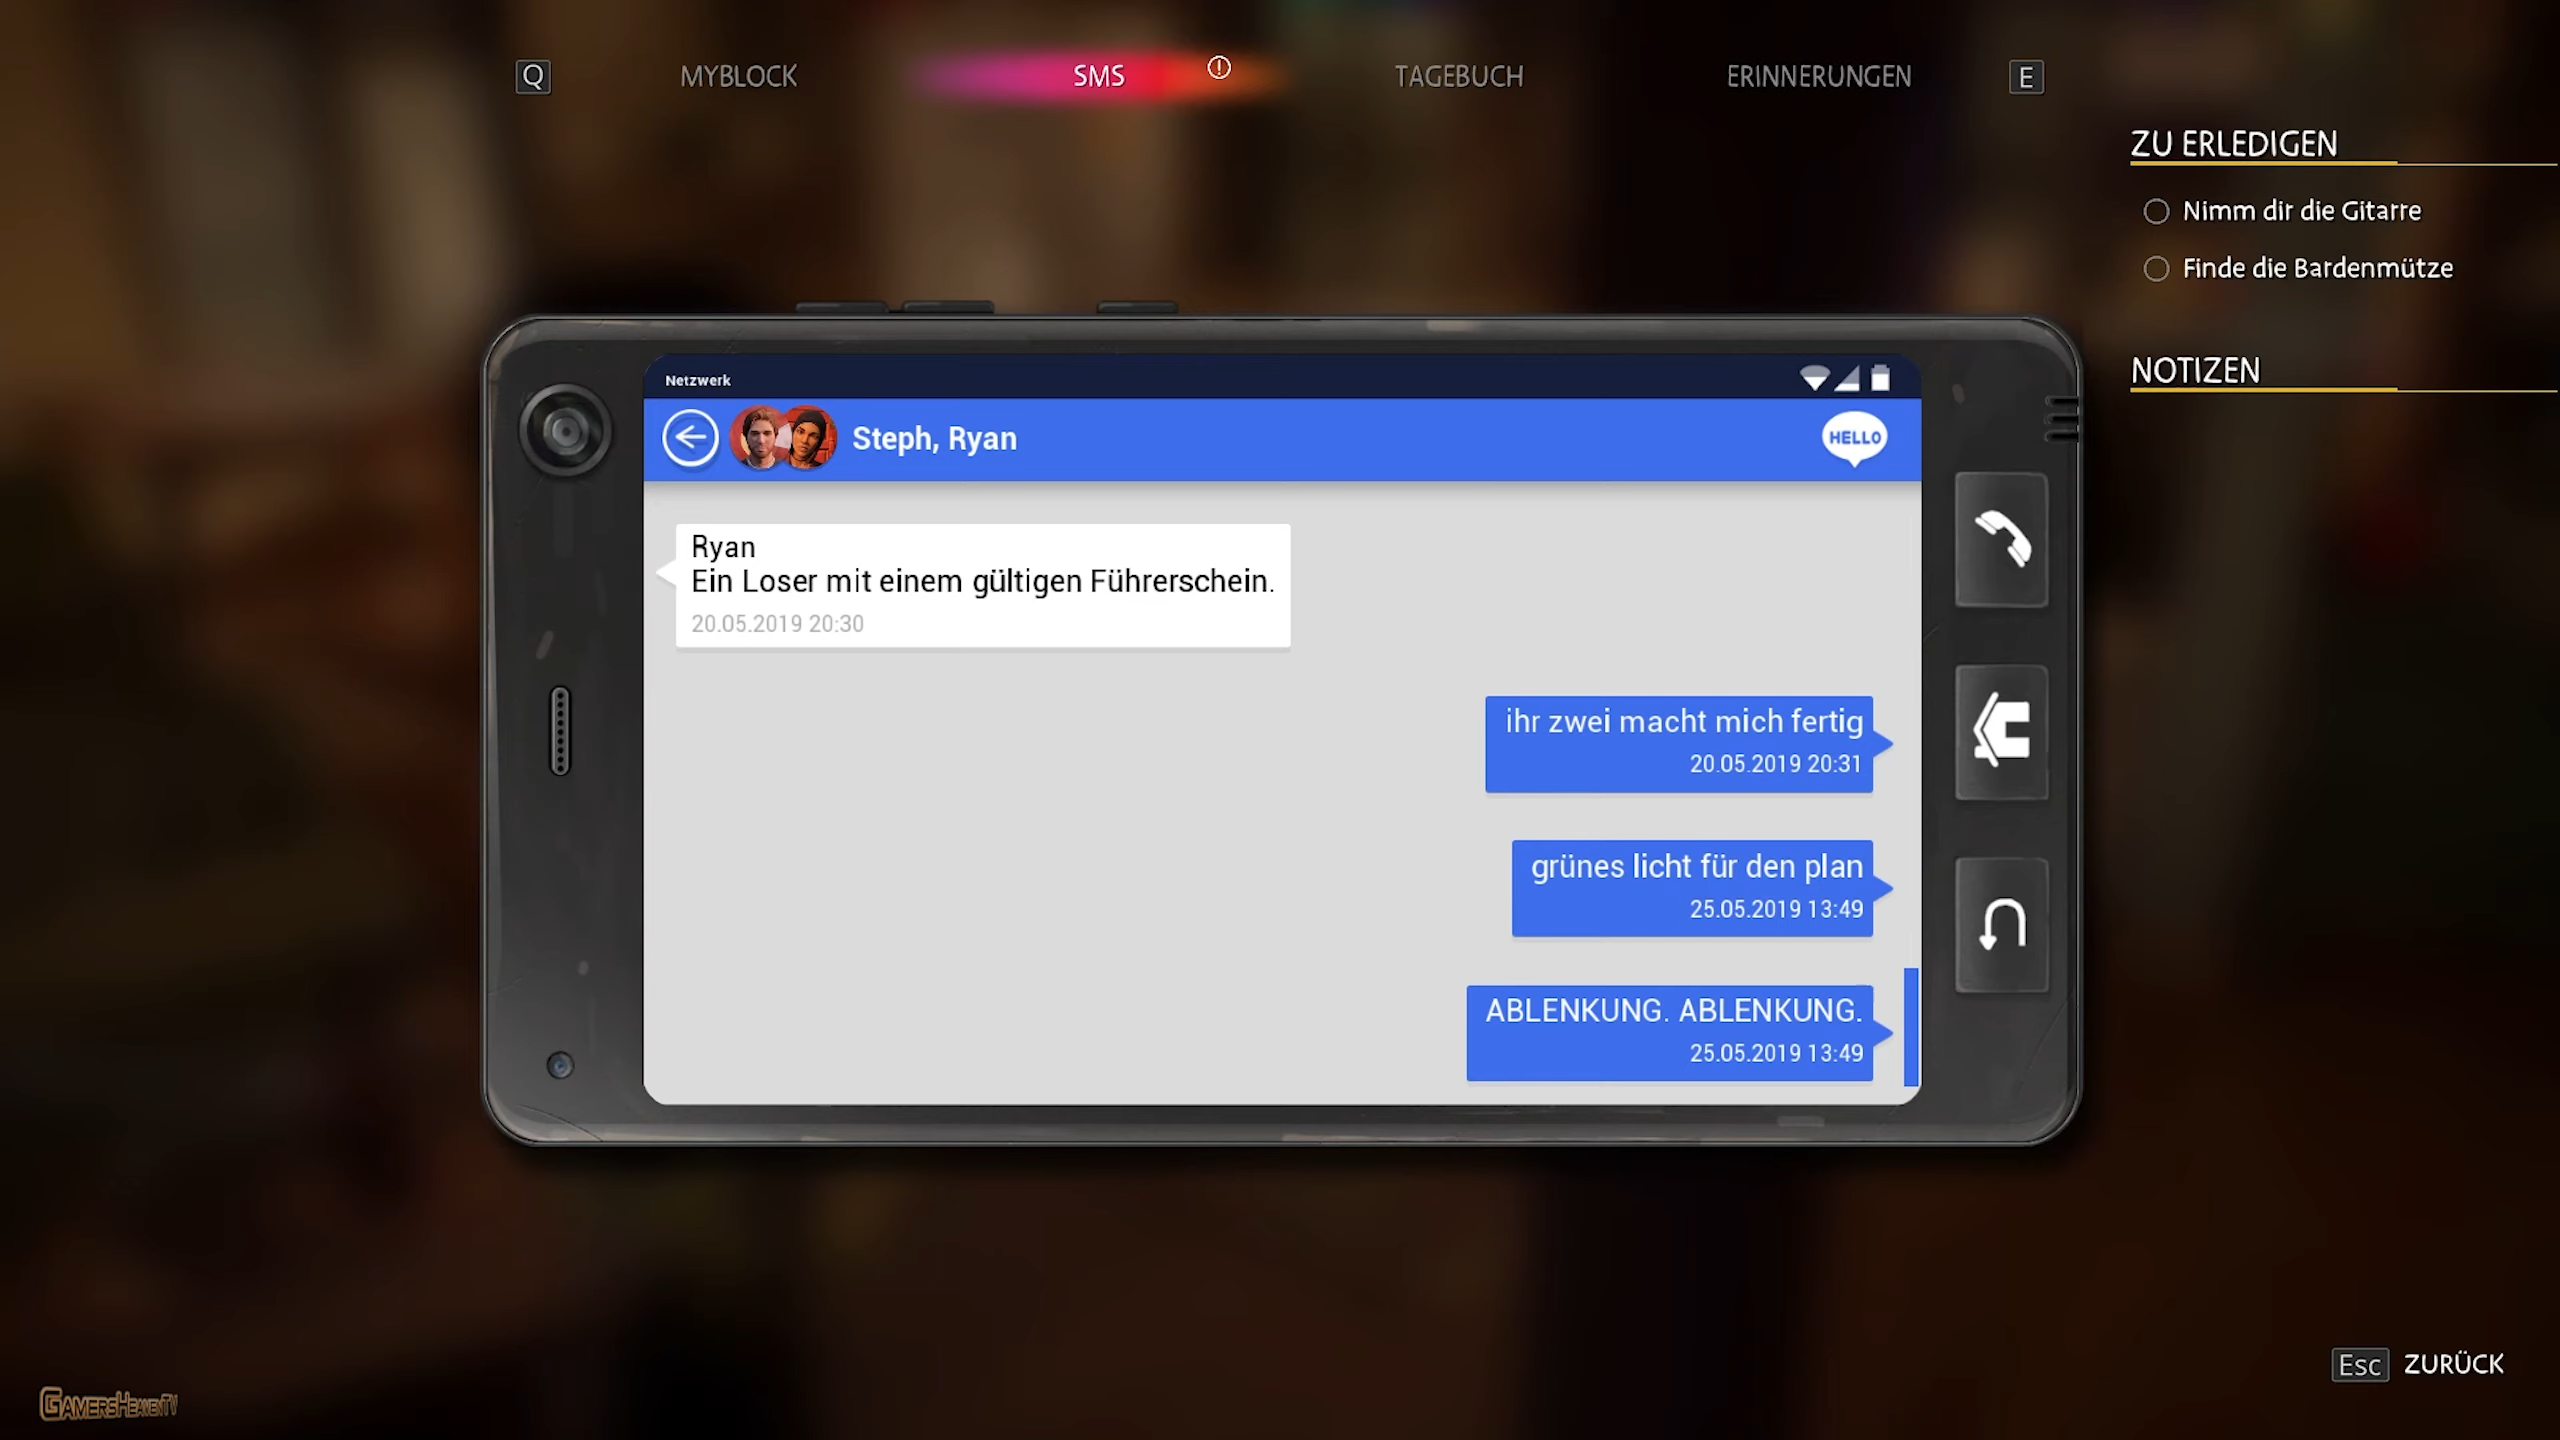 Q
MYBLOCK
SMS
TAGEBUCH
ERINNERUNGEN
E
ZU ERLEDIGEN
Nimm dir die Gitarre
Finde die Bardenmütze
NOTIZEN
Netzwerk
Steph, Ryan
HELLO
Ryan
Ein Loser mit einem gültigen Führerschein.
20.05.2019 20:30
ihr zwei macht mich fertig
20.05.2019 20:31
grünes licht für den plan
25.05.2019 13:49
ABLENKUNG. ABLENKUNG.
25.05.2019 13:49
Esc ZURÜCK
GAMERSHEAVENTV